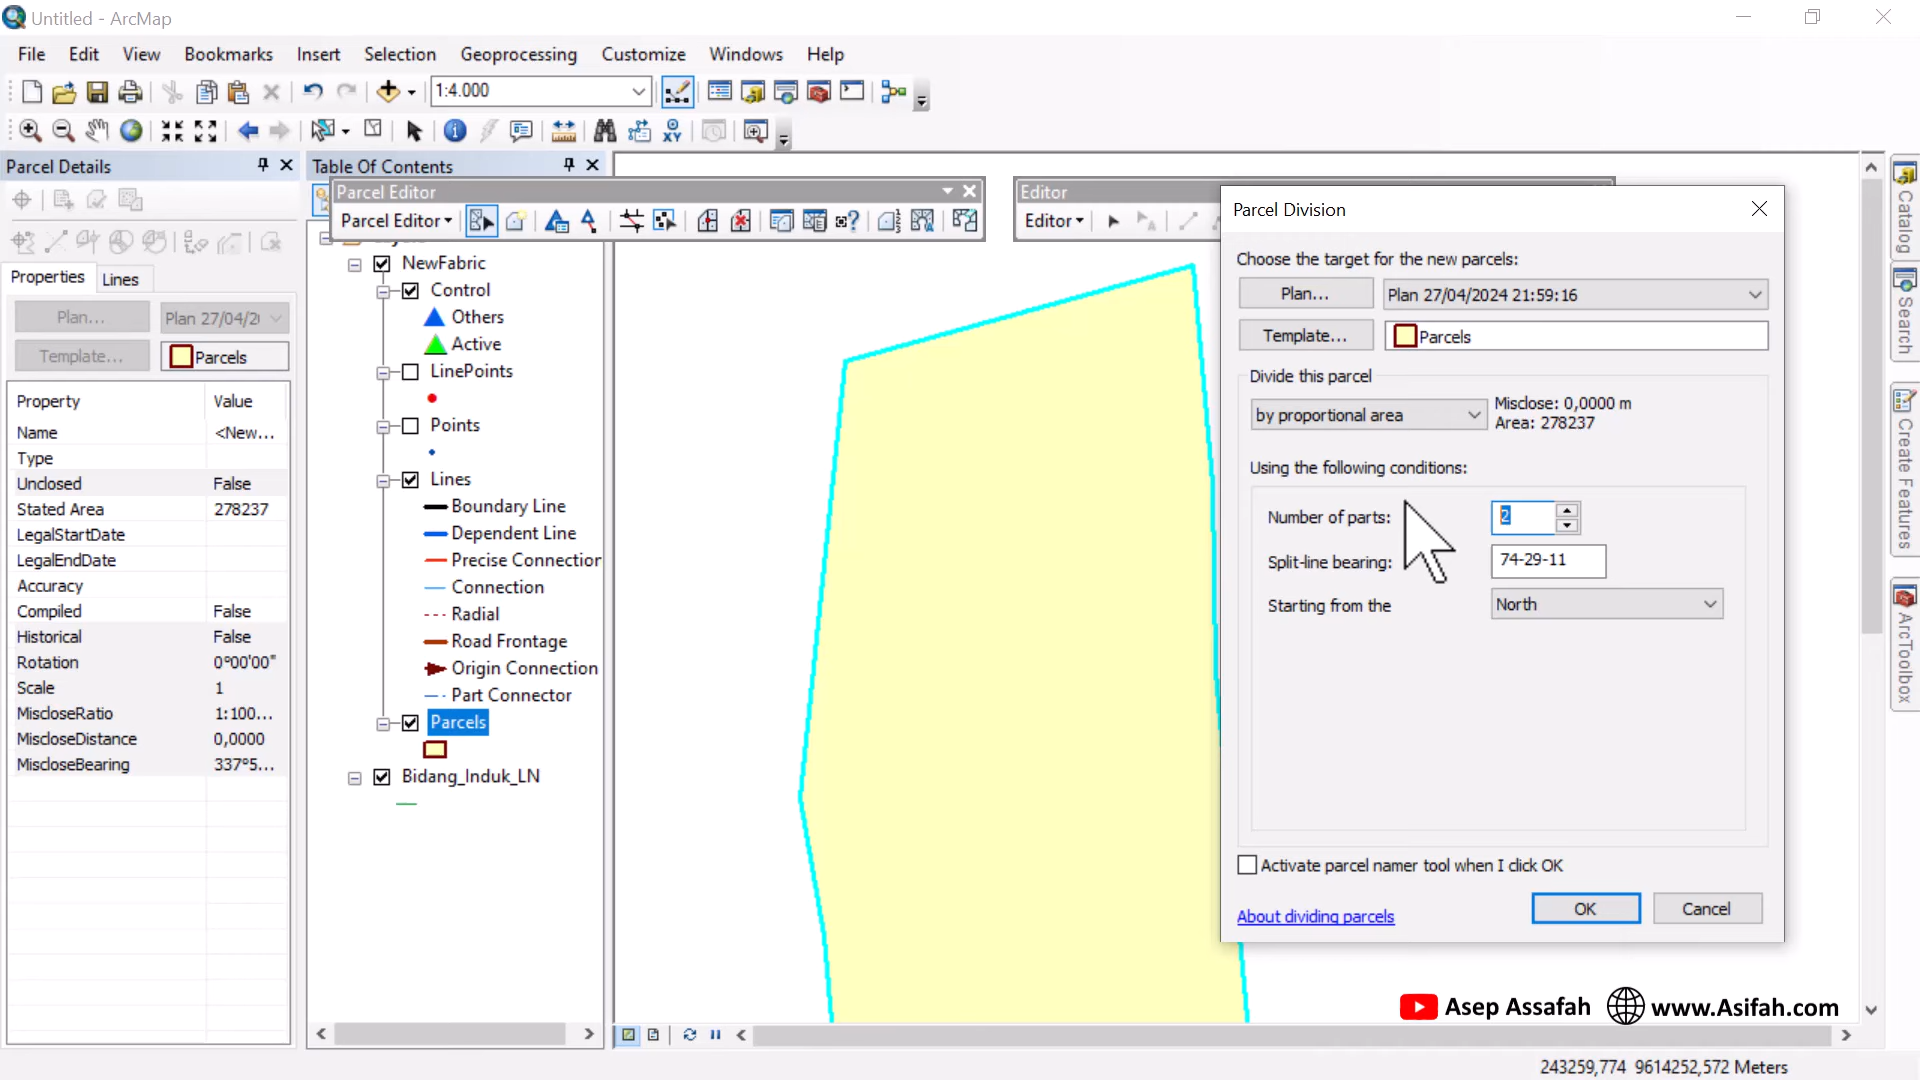 Untitled - ArcMap
File Edit View Bookmarks Insert Selection Geoprocessing Customize Windows Help
1:4.000
XY
Parcel Details
Properties Lines
Plan... Plan 27/04/2(
Template... Parcels
Property Value
Name <New...
Type
Unclosed False
Stated Area 278237
LegalStartDate
LegalEndDate
Accuracy
Compiled False
Historical False
Rotation 0°00'00"
Scale 1
MiscloseRatio 1:100...
MiscloseDistance 0,0000
MiscloseBearing 337°5...
Table Of Contents
Parcel Editor
Parcel Editor
NewFabric
Control
Others
Active
LinePoints
Points
Lines
Boundary Line
Dependent Line
Precise Connection
Connection
Radial
Road Frontage
Origin Connection
Part Connector
Parcels
Bidang_Induk_LN
Editor
Editor
Parcel Division
Choose the target for the new parcels:
Plan... Plan 27/04/2024 21:59:16
Template... Parcels
Divide this parcel
by proportional area
Misclose: 0,0000 m
Area: 278237
Using the following conditions:
Number of parts: 2
Split-line bearing: 74-29-11
Starting from the North
Activate parcel namer tool when I click OK
About dividing parcels
OK Cancel
Catalog
Search
Create Features
ArcToolbox
Asep Assafah www.Asifah.com
243259,774 9614252,572 Meters